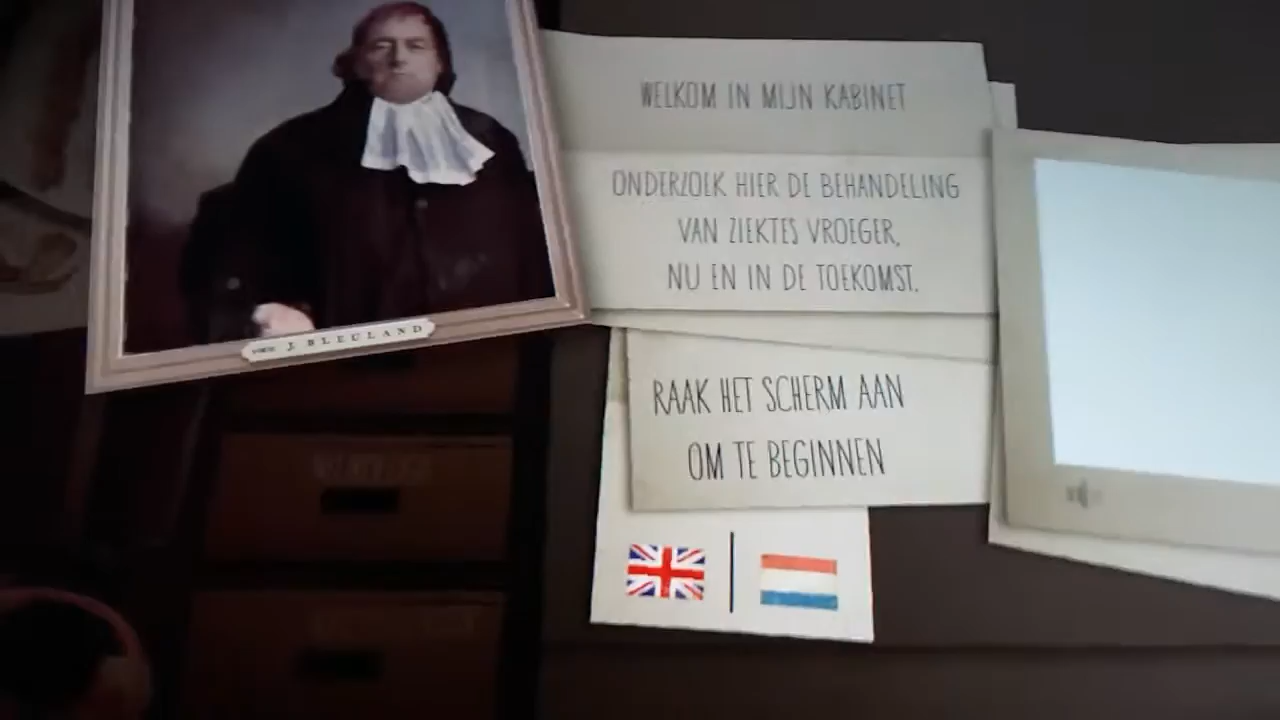 WELKOM IN MIJN KABINET
ONDERZOEK HIER DE BEHANDELING
VAN ZIEKTES VROEGER,
NU EN IN DE TOEKOMST.
RAAK HET SCHERM AAN
OM TE BEGINNEN
J. BLEULAND